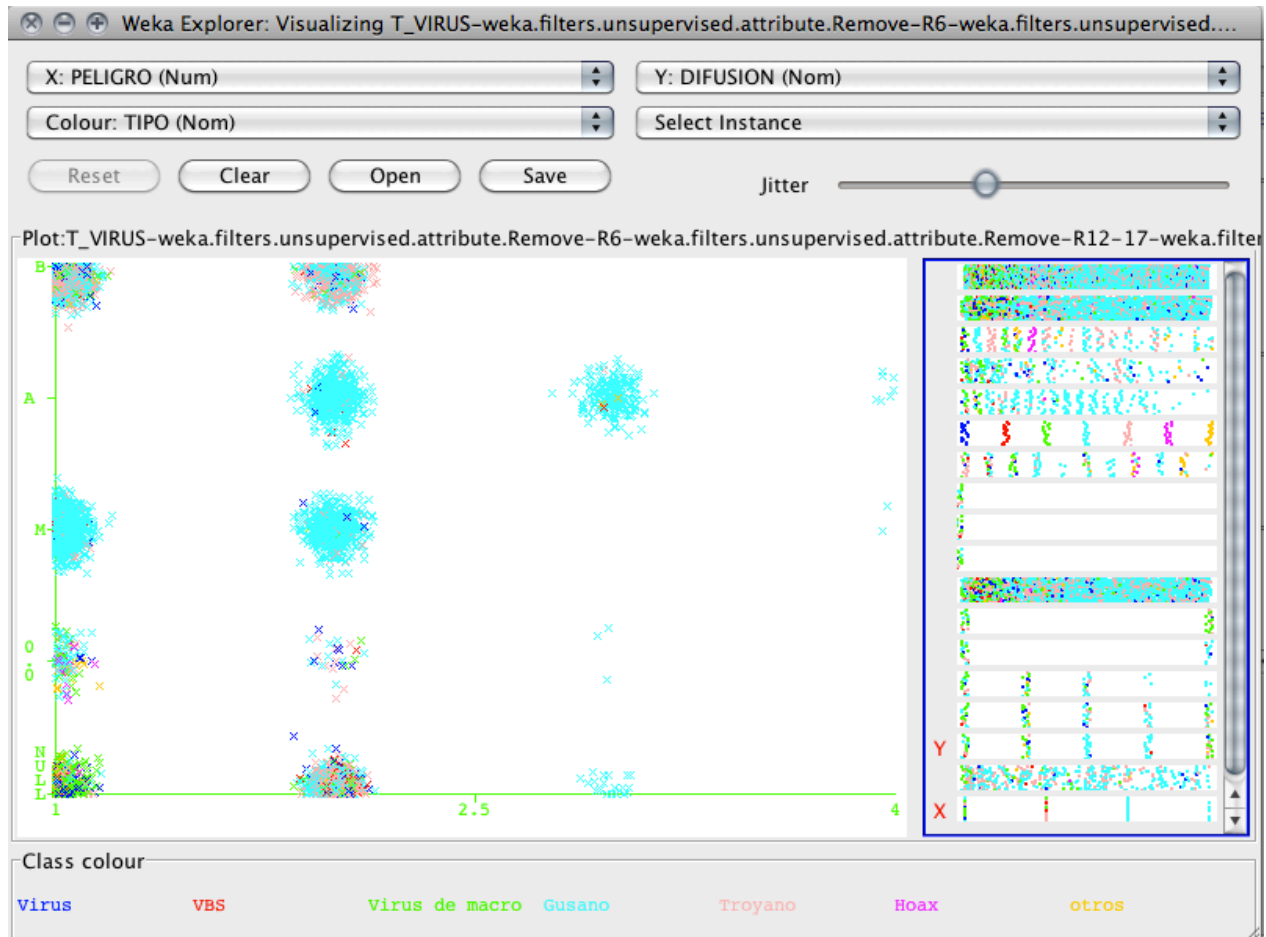 Weka Explorer: Visualizing T_VIRUS-weka.filters.unsupervised.attribute.Remove-R6-weka.filters.unsupervised....
X: PELIGRO (Num) Y: DIFUSION (Nom)
Colour: TIPO (Nom) Select Instance
Reset Clear Open Save Jitter
Plot:T_VIRUS-weka.filters.unsupervised.attribute.Remove-R6-weka.filters.unsupervised.attribute.Remove-R12-17-weka.filter
B
A
M
0.0
NULL
1 2.5 4
Y
X
Class colour
Virus VBS Virus de macro Gusano Troyano Hoax otros